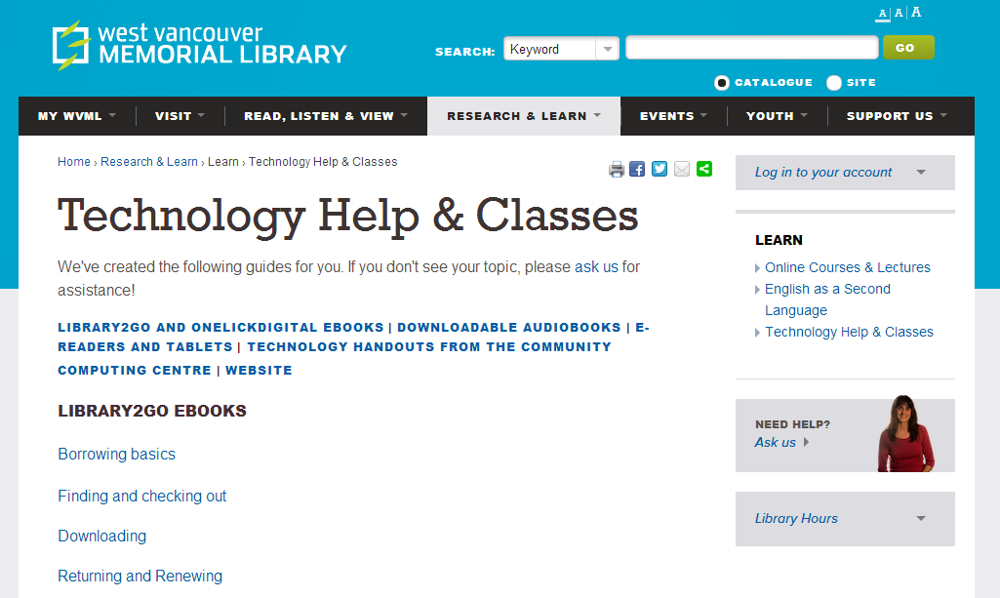 west vancouver
MEMORIAL LIBRARY
A A A
SEARCH: Keyword GO
CATALOGUE SITE
MY WVML VISIT READ, LISTEN & VIEW RESEARCH & LEARN EVENTS YOUTH SUPPORT US
Home › Research & Learn › Learn › Technology Help & Classes
Technology Help & Classes
We've created the following guides for you. If you don't see your topic, please ask us for
assistance!
LIBRARY2GO AND ONELICKDIGITAL EBOOKS | DOWNLOADABLE AUDIOBOOKS | E-
READERS AND TABLETS | TECHNOLOGY HANDOUTS FROM THE COMMUNITY
COMPUTING CENTRE | WEBSITE
LIBRARY2GO EBOOKS
Borrowing basics
Finding and checking out
Downloading
Returning and Renewing
Log in to your account
LEARN
Online Courses & Lectures
English as a Second
Language
Technology Help & Classes
NEED HELP?
Ask us
Library Hours